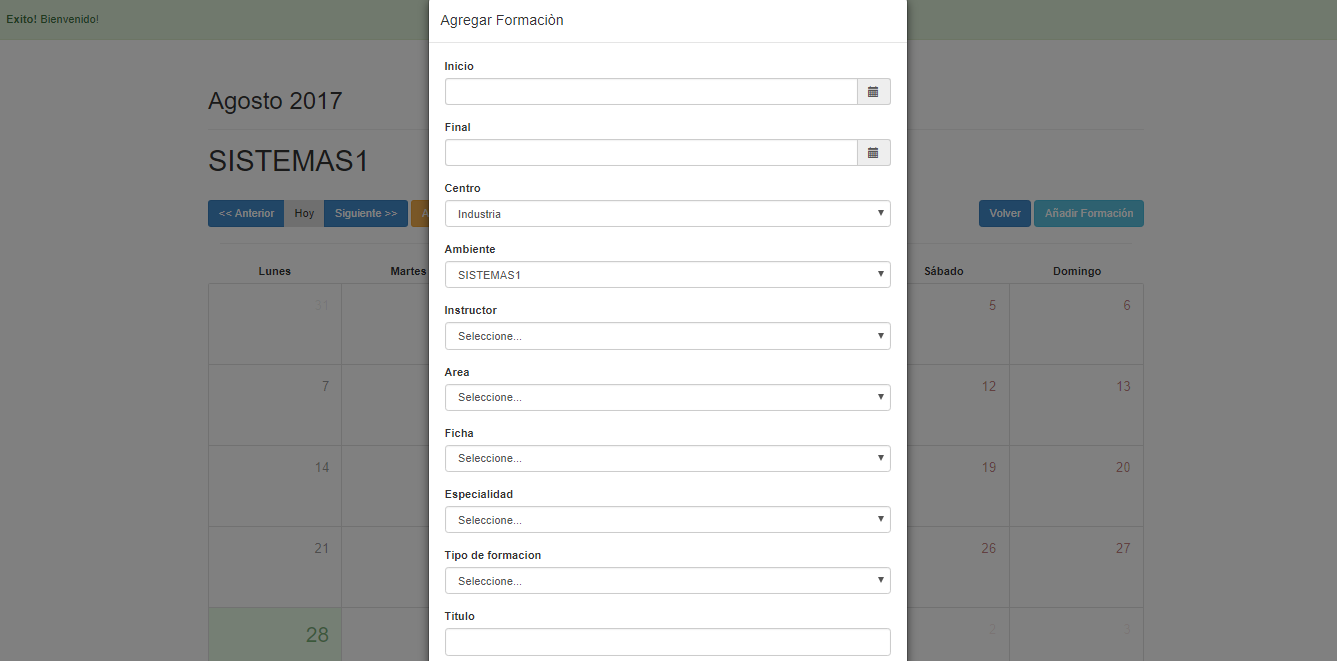 Exito! Bienvenido!
Agregar Formaciòn
Inicio
Final
Centro
Industria
Ambiente
SISTEMAS1
Instructor
Seleccione...
Area
Seleccione...
Ficha
Seleccione...
Especialidad
Seleccione...
Tipo de formacion
Seleccione...
Titulo
Agosto 2017
SISTEMAS1
<< Anterior Hoy Siguiente >> A
Volver Añadir Formación
Lunes Martes Sábado Domingo
31 5 6
7 12 13
14 19 20
21 26 27
28 2 3